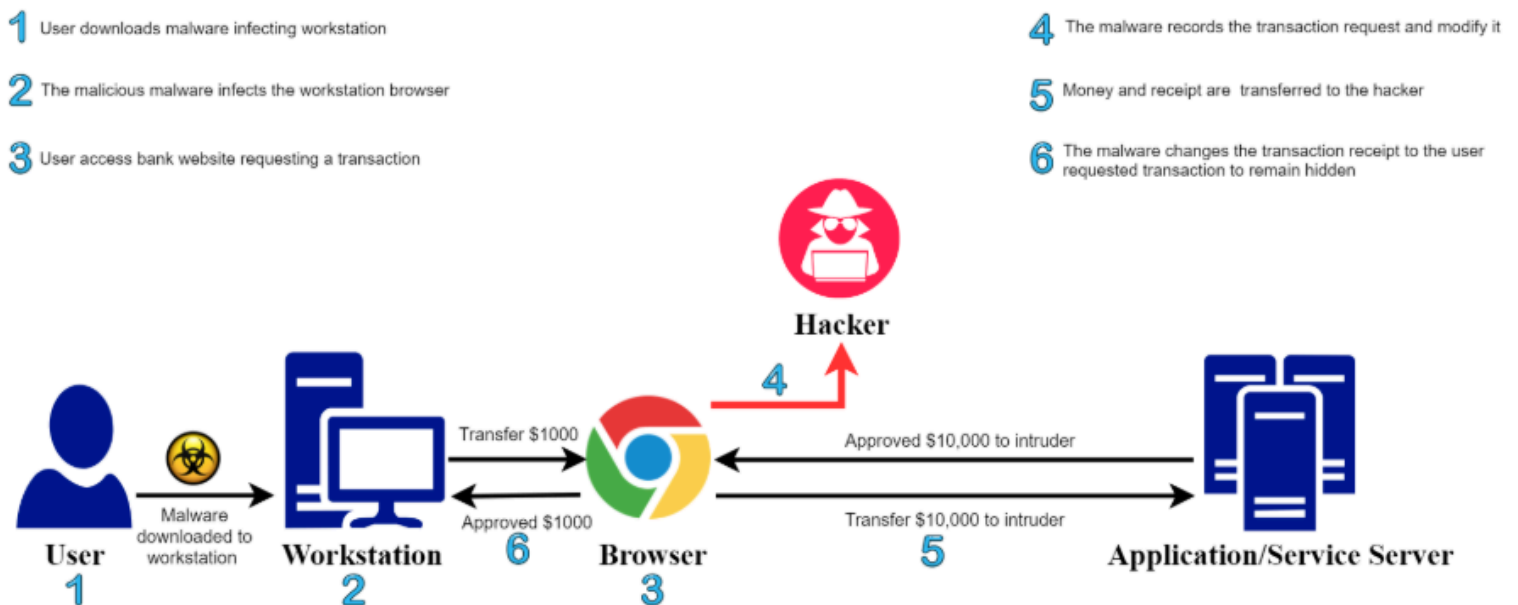 1 User downloads malware infecting workstation
2 The malicious malware infects the workstation browser
3 User access bank website requesting a transaction
4 The malware records the transaction request and modify it
5 Money and receipt are transferred to the hacker
6 The malware changes the transaction receipt to the user
requested transaction to remain hidden
Hacker
4
Transfer $1000
Approved $10,000 to intruder
Malware
downloaded to
workstation
Approved $1000
6
Transfer $10,000 to intruder
5
User
1
Workstation
2
Browser
3
Application/Service Server